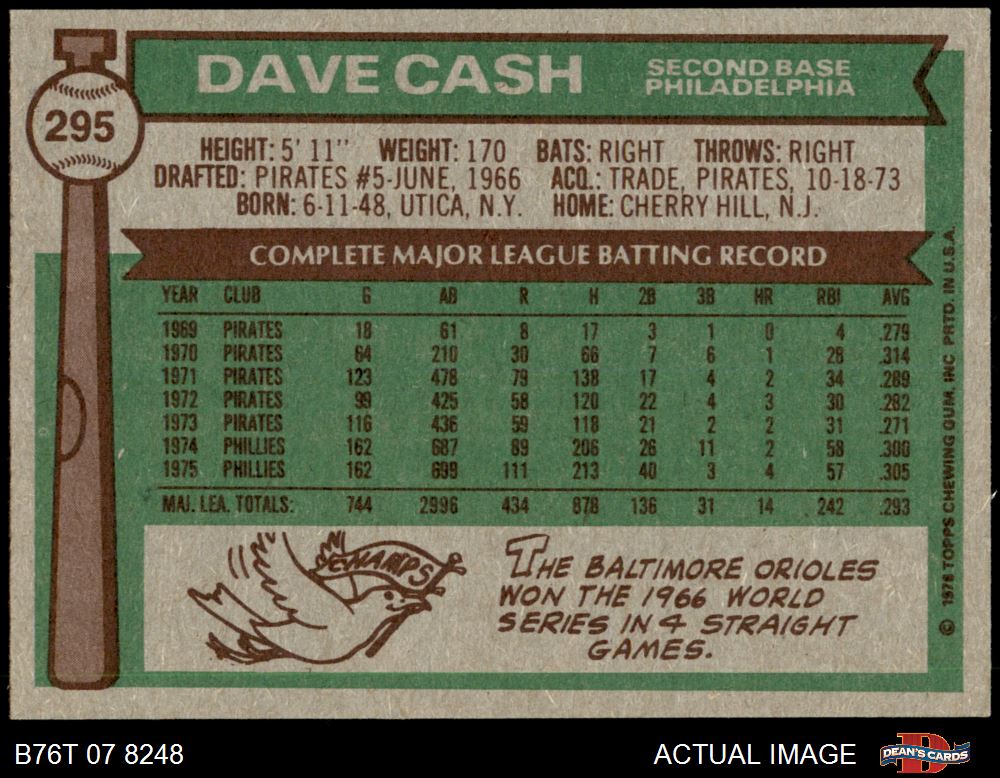 295
DAVE CASH
SECOND BASE
PHILADELPHIA
HEIGHT: 5' 11'' WEIGHT: 170 BATS: RIGHT THROWS: RIGHT
DRAFTED: PIRATES #5-JUNE, 1966 ACQ.: TRADE, PIRATES, 10-18-73
BORN: 6-11-48, UTICA, N.Y. HOME: CHERRY HILL, N.J.
COMPLETE MAJOR LEAGUE BATTING RECORD
YEAR CLUB G AB R H 2B 3B HR RBI AVG
1969 PIRATES 18 61 8 17 3 1 0 4 .279
1970 PIRATES 64 210 30 66 7 6 1 28 .314
1971 PIRATES 123 478 79 138 17 4 2 34 .289
1972 PIRATES 99 425 58 120 22 4 3 30 .282
1973 PIRATES 116 436 59 118 21 2 2 31 .271
1974 PHILLIES 162 687 89 206 26 11 2 58 .300
1975 PHILLIES 162 699 111 213 40 3 4 57 .305
MAJ. LEA. TOTALS: 744 2996 434 878 136 31 14 242 .293
CHAMPS
THE BALTIMORE ORIOLES
WON THE 1966 WORLD
SERIES IN 4 STRAIGHT
GAMES.
© 1976 TOPPS CHEWING GUM, INC PRTD. IN U.S.A.
B76T 07 8248
ACTUAL IMAGE
D
DEAN'S CARDS